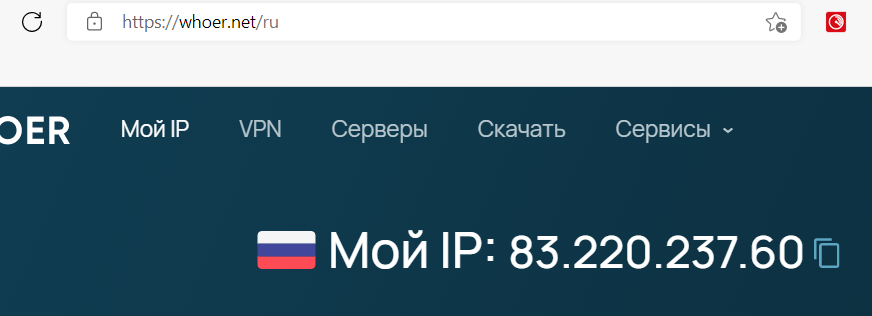 https://whoer.net/ru
OER Мой IP VPN Серверы Скачать Сервисы
Мой IP: 83.220.237.60